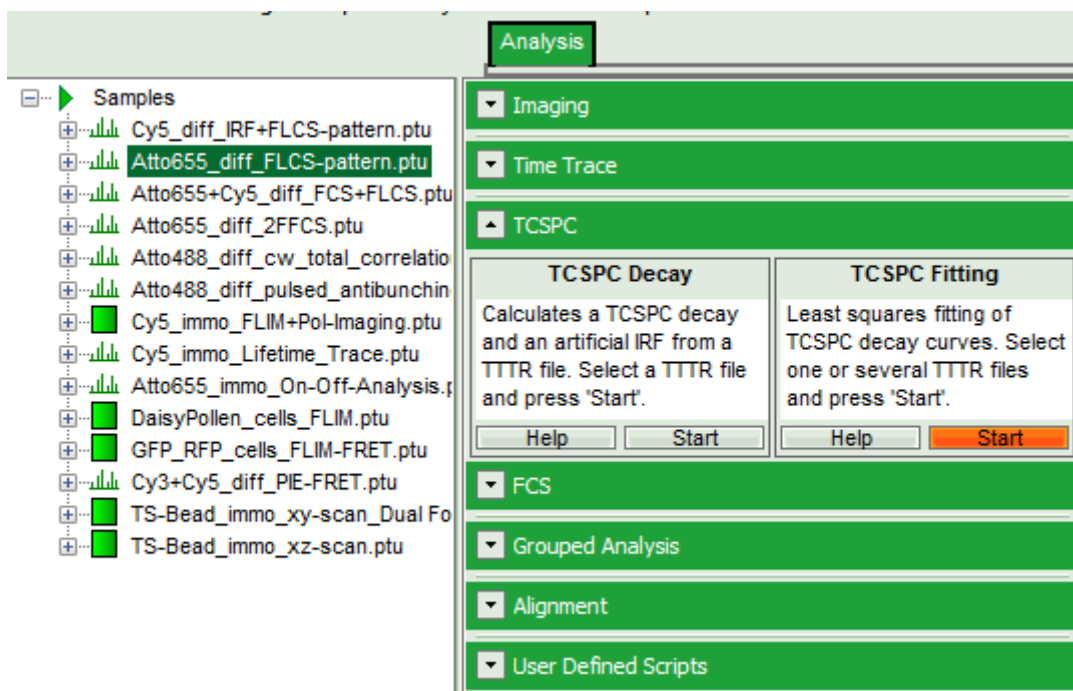 Analysis
Samples
Cy5_diff_IRF+FLCS-pattern.ptu
Atto655_diff_FLCS-pattern.ptu
Atto655+Cy5_diff_FCS+FLCS.ptu
Atto655_diff_2FFCS.ptu
Atto488_diff_cw_total_correlatio
Atto488_diff_pulsed_antibunchin
Cy5_immo_FLIM+Pol-Imaging.ptu
Cy5_immo_Lifetime_Trace.ptu
Atto655_immo_On-Off-Analysis.p
DaisyPollen_cells_FLIM.ptu
GFP_RFP_cells_FLIM-FRET.ptu
Cy3+Cy5_diff_PIE-FRET.ptu
TS-Bead_immo_xy-scan_Dual Fo
TS-Bead_immo_xz-scan.ptu
Imaging
Time Trace
TCSPC
TCSPC Decay
Calculates a TCSPC decay
and an artificial IRF from a
TTTR file. Select a TTTR file
and press 'Start'.
Help Start
TCSPC Fitting
Least squares fitting of
TCSPC decay curves. Select
one or several TTTR files
and press 'Start'.
Help Start
FCS
Grouped Analysis
Alignment
User Defined Scripts